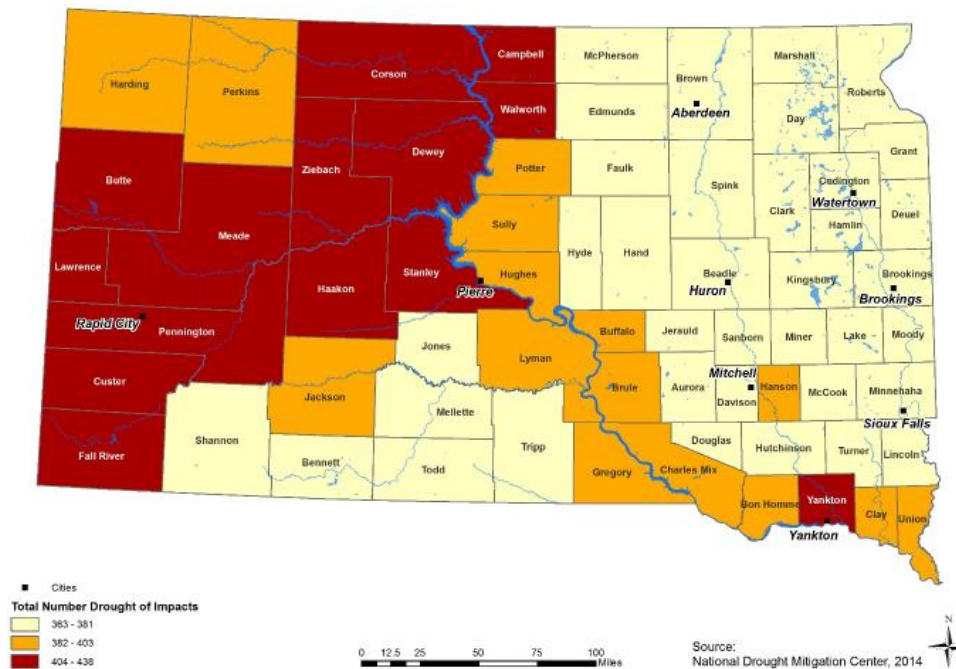 Campbell
McPherson
Marshall
Corson
Brown
Harding
Perkins
Roberts
Walworth
Edmunds
Aberdeen
Day
Dewey
Grant
Potter
Faulk
Butte
Ziebach
Codington
Spink
Watertown
Clark
Deuel
Sully
Hamlin
Meade
Hyde
Hand
Lawrence
Stanley
Hughes
Beadle
Kingsbury
Brookings
Haakon
Pierre
Huron
Brookings
Rapid City
Pennington
Buffalo
Jones
Jerauld
Sanborn
Miner
Lake
Moody
Lyman
Mitchell
Custer
Jackson
Brule
Aurora
Hanson
McCook
Minnehaha
Davison
Mellette
Sioux Falls
Shannon
Tripp
Douglas
Hutchinson
Turner
Lincoln
Fall River
Bennett
Todd
Gregory
Charles Mix
Bon Homme
Yankton
Clay
Union
Yankton
Cities
Total Number Drought of Impacts
363 - 381
382 - 403
404 - 438
0 12.5 25 50 75 100
Miles
Source:
National Drought Mitigation Center, 2014
N